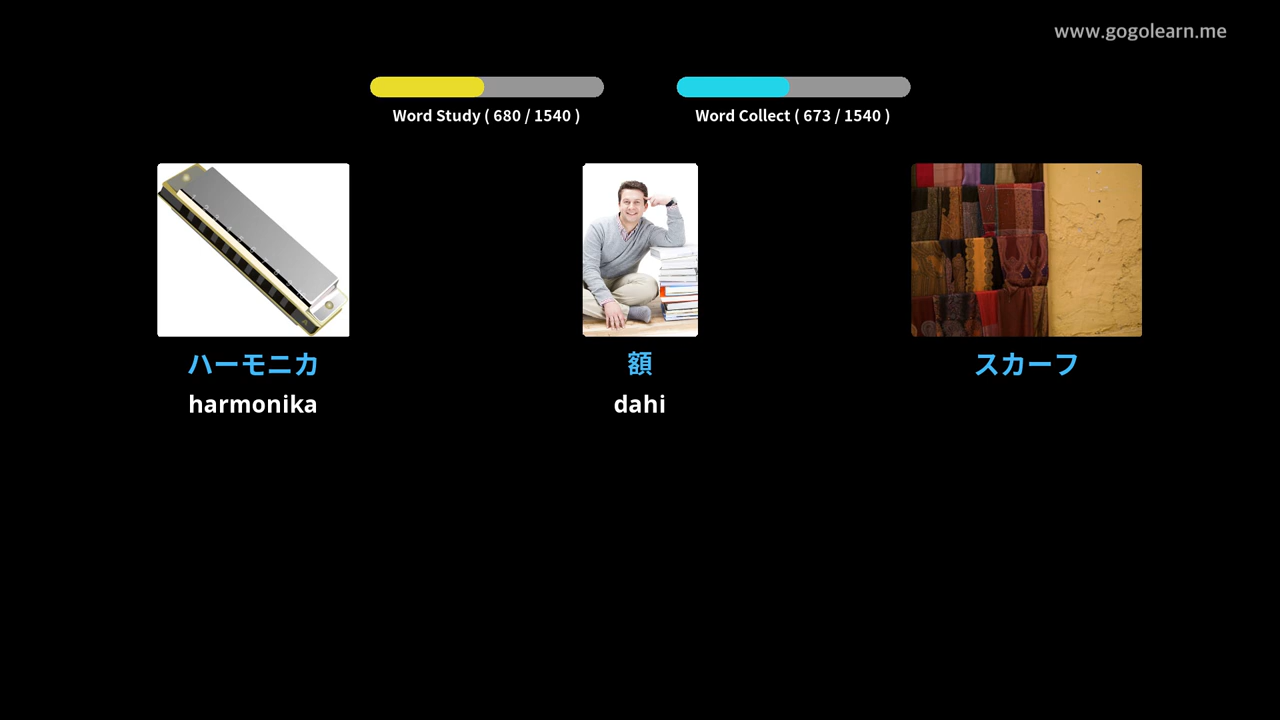 www.gogolearn.me
Word Study ( 680 / 1540 )
Word Collect ( 673 / 1540 )
ハーモニカ
harmonika
額
dahi
スカーフ